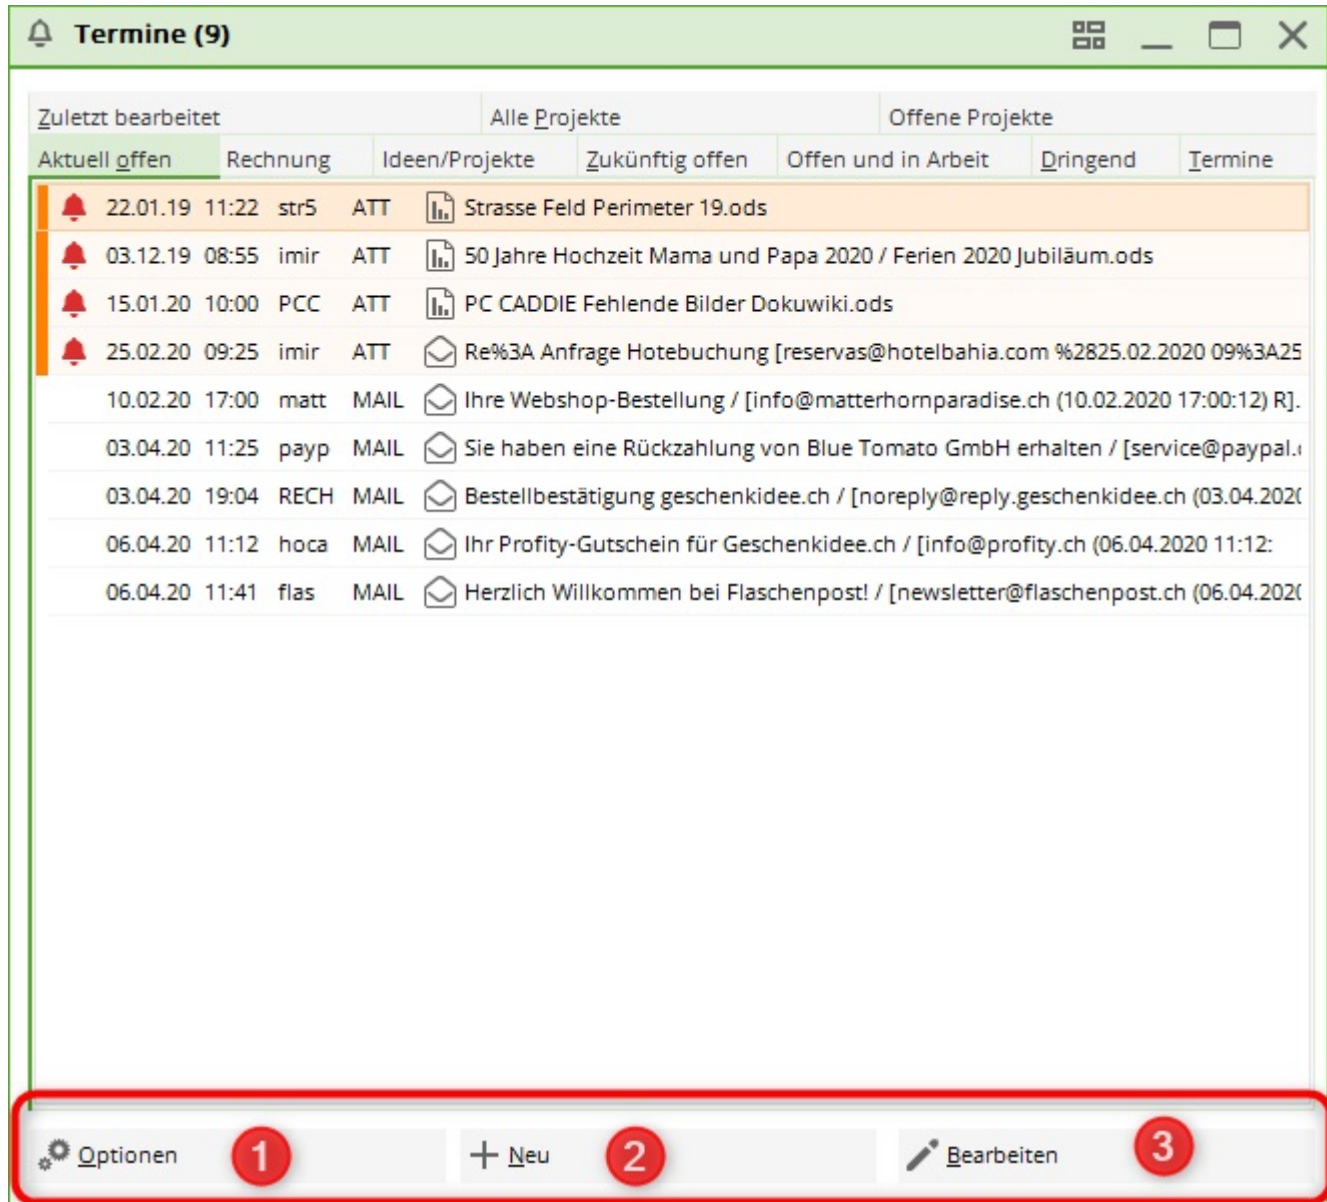 Termine (9)
Zuletzt bearbeitet Alle Projekte Offene Projekte
Aktuell offen Rechnung Ideen/Projekte Zukünftig offen Offen und in Arbeit Dringend Termine
22.01.19 11:22 str5 ATT Strasse Feld Perimeter 19.ods
03.12.19 08:55 imir ATT 50 Jahre Hochzeit Mama und Papa 2020 / Ferien 2020 Jubiläum.ods
15.01.20 10:00 PCC ATT PC CADDIE Fehlende Bilder Dokuwiki.ods
25.02.20 09:25 imir ATT Re%3A Anfrage Hotebuchung [reservas@hotelbahia.com %2825.02.2020 09%3A25
10.02.20 17:00 matt MAIL Ihre Webshop-Bestellung / [info@matterhornparadise.ch (10.02.2020 17:00:12) R].
03.04.20 11:25 payp MAIL Sie haben eine Rückzahlung von Blue Tomato GmbH erhalten / [service@paypal.
03.04.20 19:04 RECH MAIL Bestellbestätigung geschenkidee.ch / [noreply@reply.geschenkidee.ch (03.04.202
06.04.20 11:12 hoca MAIL Ihr Profity-Gutschein für Geschenkidee.ch / [info@profity.ch (06.04.2020 11:12:
06.04.20 11:41 flas MAIL Herzlich Willkommen bei Flaschenpost! / [newsletter@flaschenpost.ch (06.04.202
Optionen 1 Neu 2 Bearbeiten 3